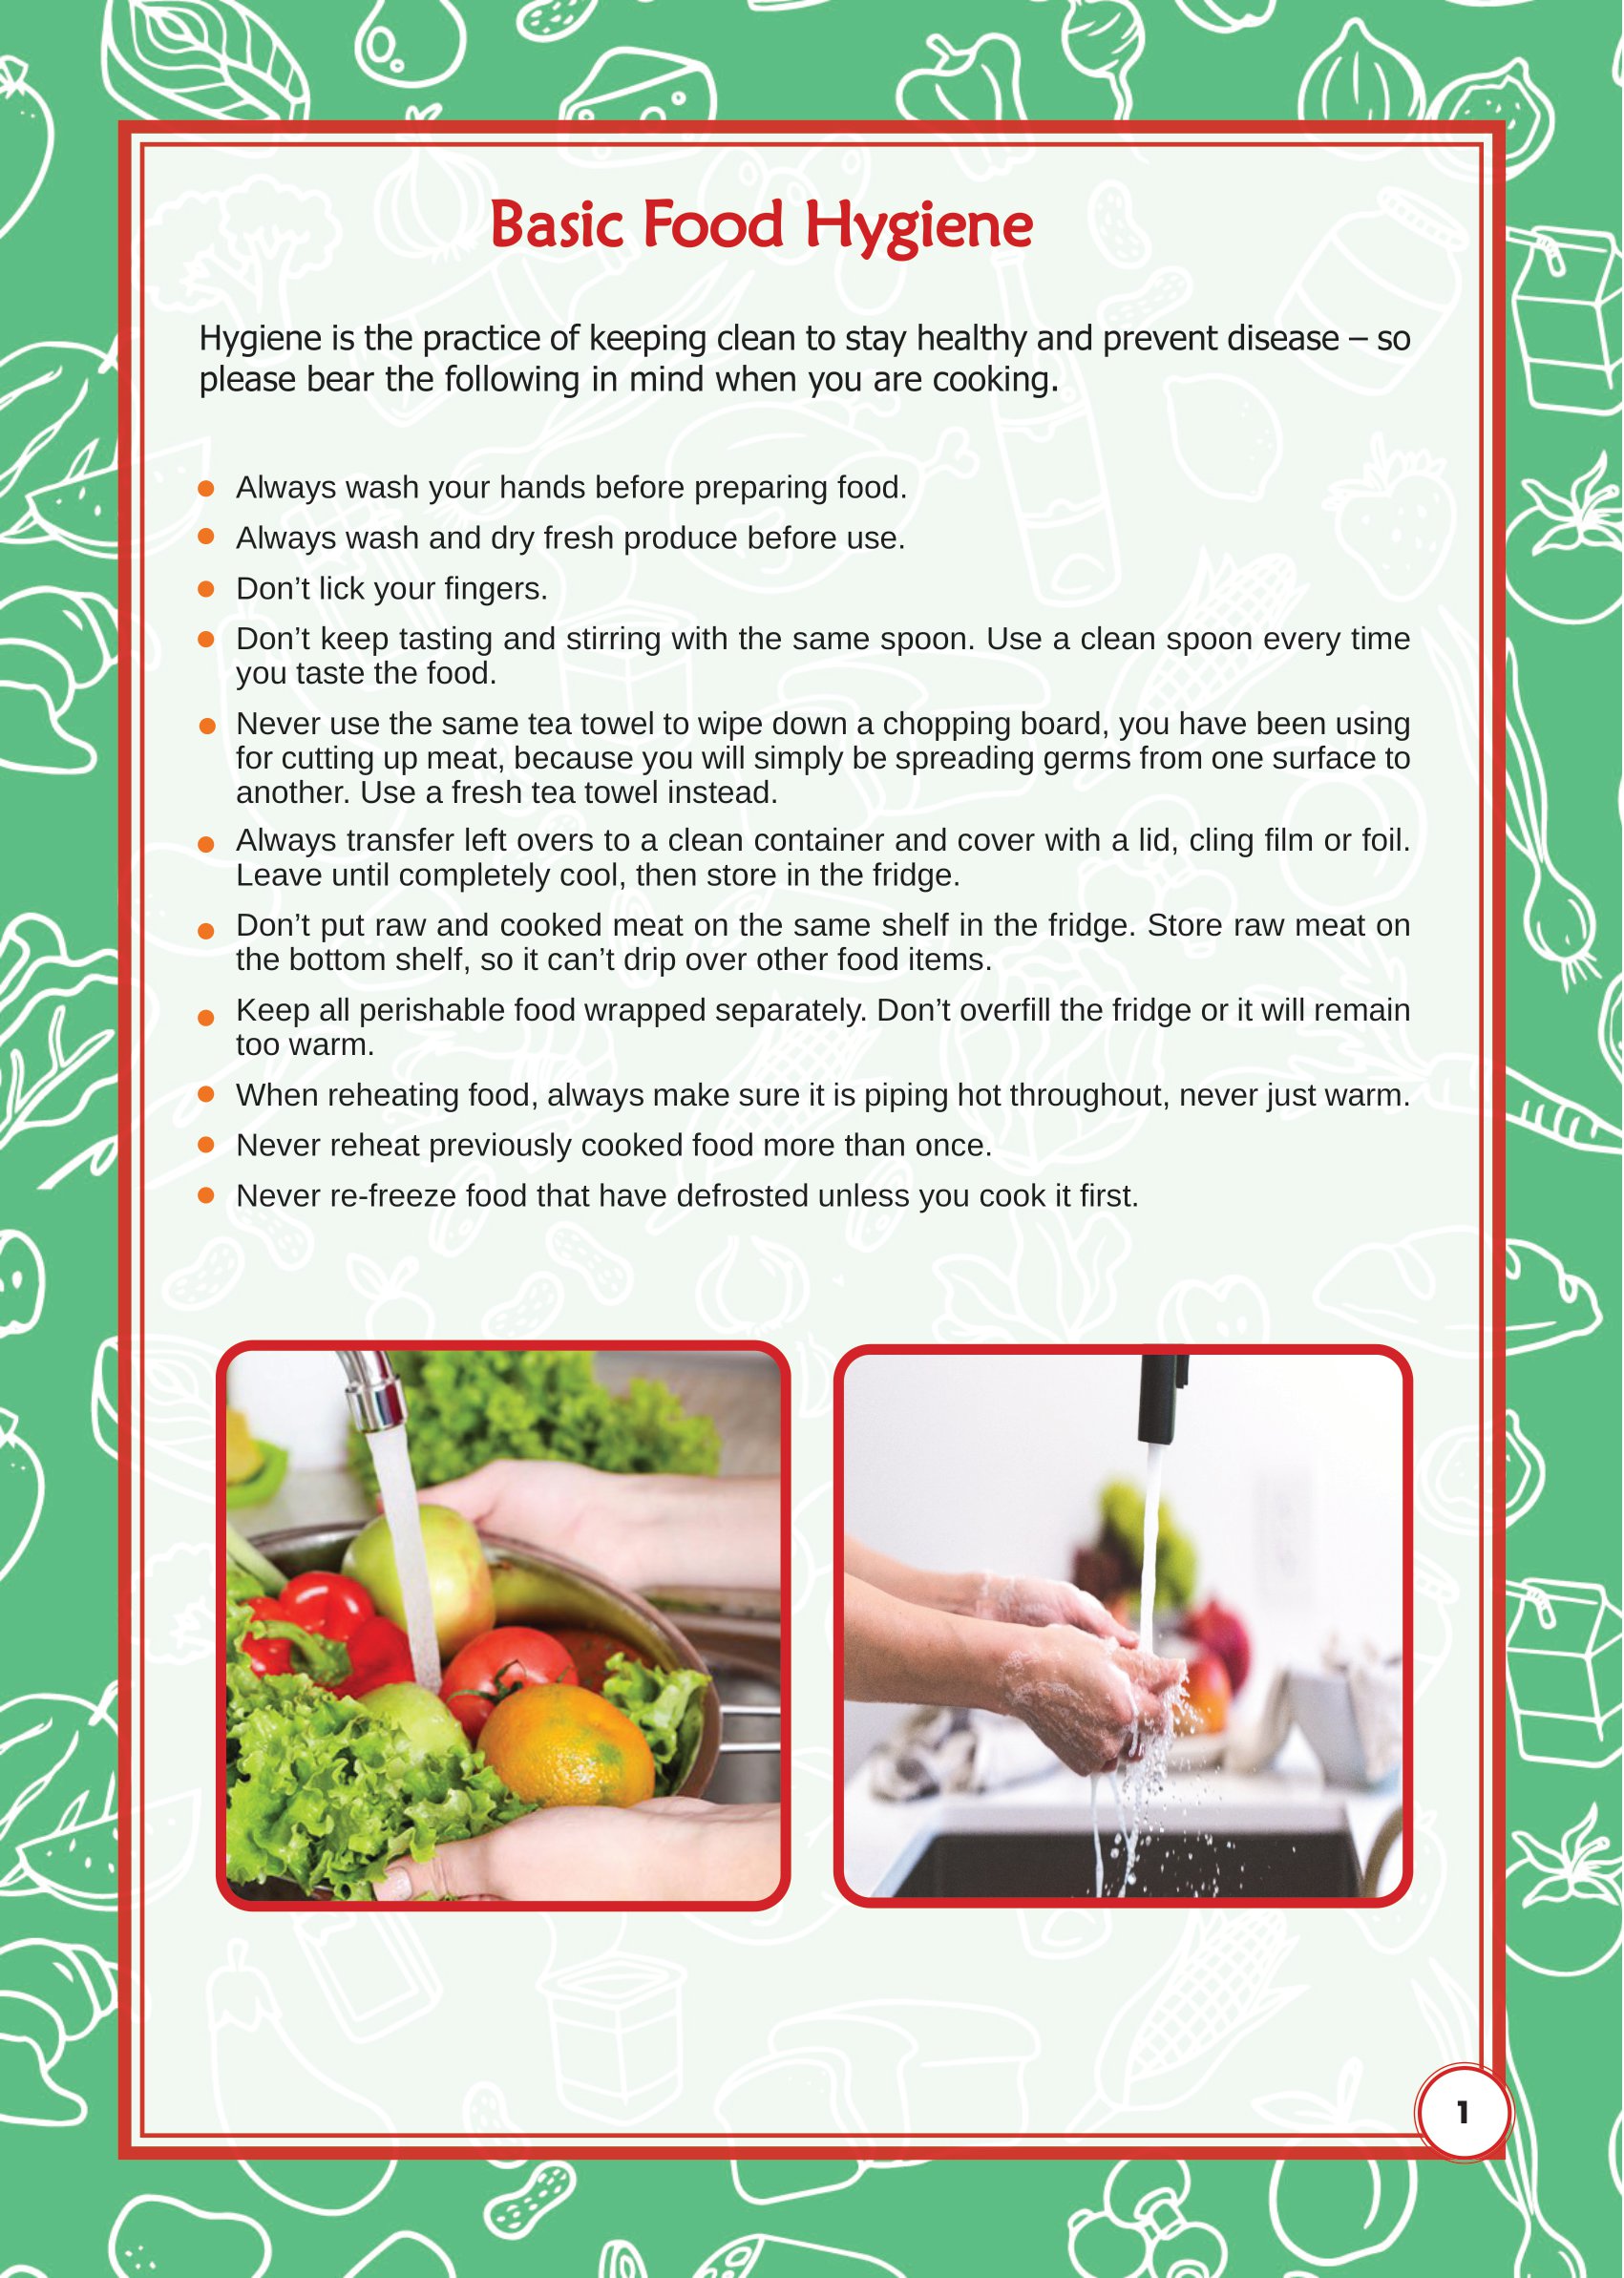 Basic Food Hygiene
Hygiene is the practice of keeping clean to stay healthy and prevent disease – so
please bear the following in mind when you are cooking.
Always wash your hands before preparing food.
Always wash and dry fresh produce before use.
Don’t lick your fingers.
Don’t keep tasting and stirring with the same spoon. Use a clean spoon every time
you taste the food.
Never use the same tea towel to wipe down a chopping board, you have been using
for cutting up meat, because you will simply be spreading germs from one surface to
another. Use a fresh tea towel instead.
Always transfer left overs to a clean container and cover with a lid, cling film or foil.
Leave until completely cool, then store in the fridge.
Don’t put raw and cooked meat on the same shelf in the fridge. Store raw meat on
the bottom shelf, so it can’t drip over other food items.
Keep all perishable food wrapped separately. Don’t overfill the fridge or it will remain
too warm.
When reheating food, always make sure it is piping hot throughout, never just warm.
Never reheat previously cooked food more than once.
Never re-freeze food that have defrosted unless you cook it first.
1